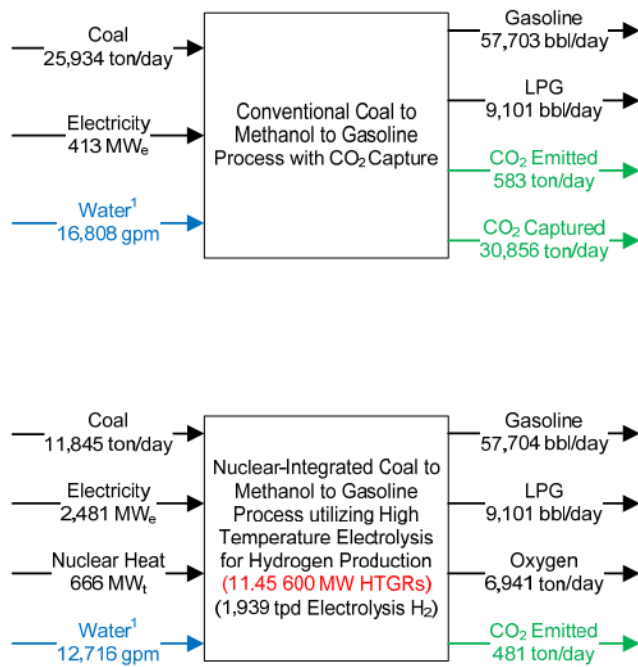 Coal
25,934 ton/day
Electricity
413 MWe
Water1
16,808 gpm
Conventional Coal to
Methanol to Gasoline
Process with CO2 Capture
Gasoline
57,703 bbl/day
LPG
9,101 bbl/day
CO2 Emitted
583 ton/day
CO2 Captured
30,856 ton/day
Coal
11,845 ton/day
Electricity
2,481 MWe
Nuclear Heat
666 MWt
Water1
12,716 gpm
Nuclear-Integrated Coal to
Methanol to Gasoline
Process utilizing High
Temperature Electrolysis
for Hydrogen Production
(11.45 600 MW HTGRs)
(1,939 tpd Electrolysis H2)
Gasoline
57,704 bbl/day
LPG
9,101 bbl/day
Oxygen
6,941 ton/day
CO2 Emitted
481 ton/day